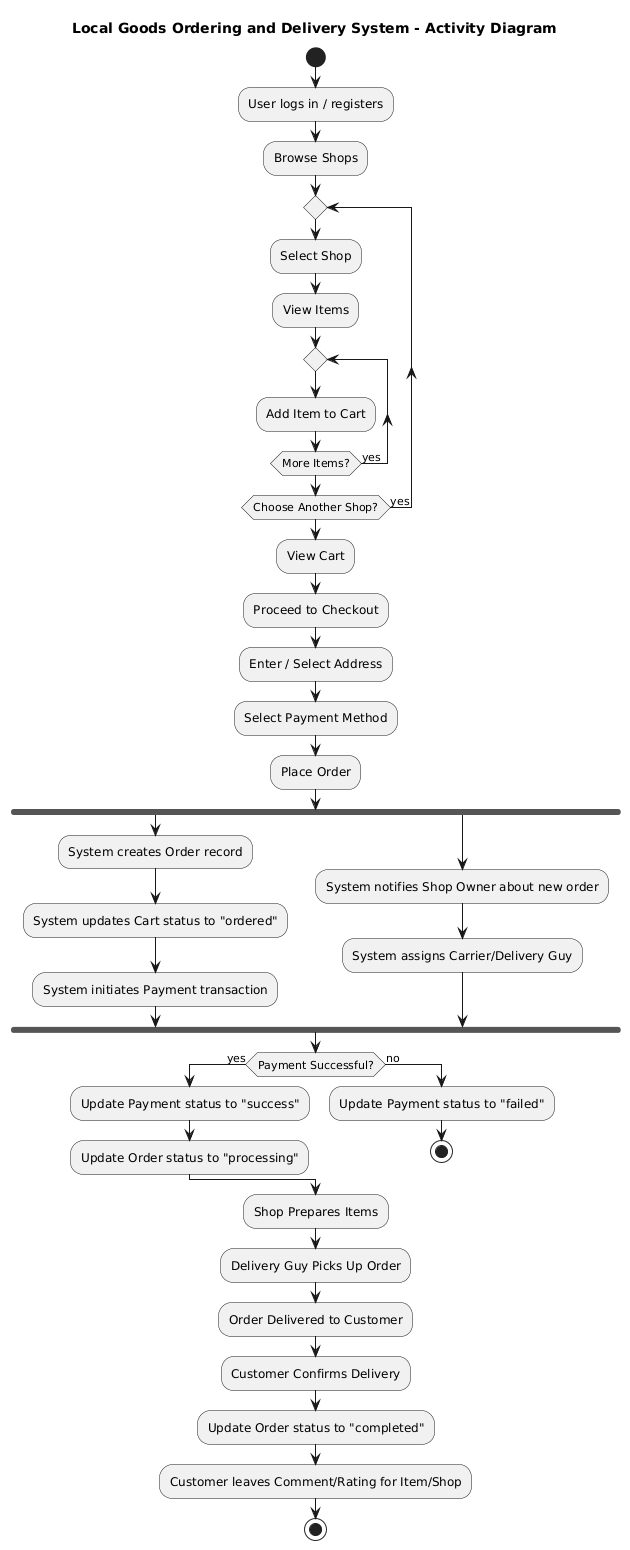 Local Goods Ordering and Delivery System - Activity Diagram
User logs in / registers
Browse Shops
Select Shop
View Items
Add Item to Cart
More Items?
yes
Choose Another Shop?
yes
View Cart
Proceed to Checkout
Enter / Select Address
Select Payment Method
Place Order
System creates Order record
System updates Cart status to "ordered"
System initiates Payment transaction
System notifies Shop Owner about new order
System assigns Carrier/Delivery Guy
yes
Payment Successful?
no
Update Payment status to "success"
Update Order status to "processing"
Update Payment status to "failed"
Shop Prepares Items
Delivery Guy Picks Up Order
Order Delivered to Customer
Customer Confirms Delivery
Update Order status to "completed"
Customer leaves Comment/Rating for Item/Shop